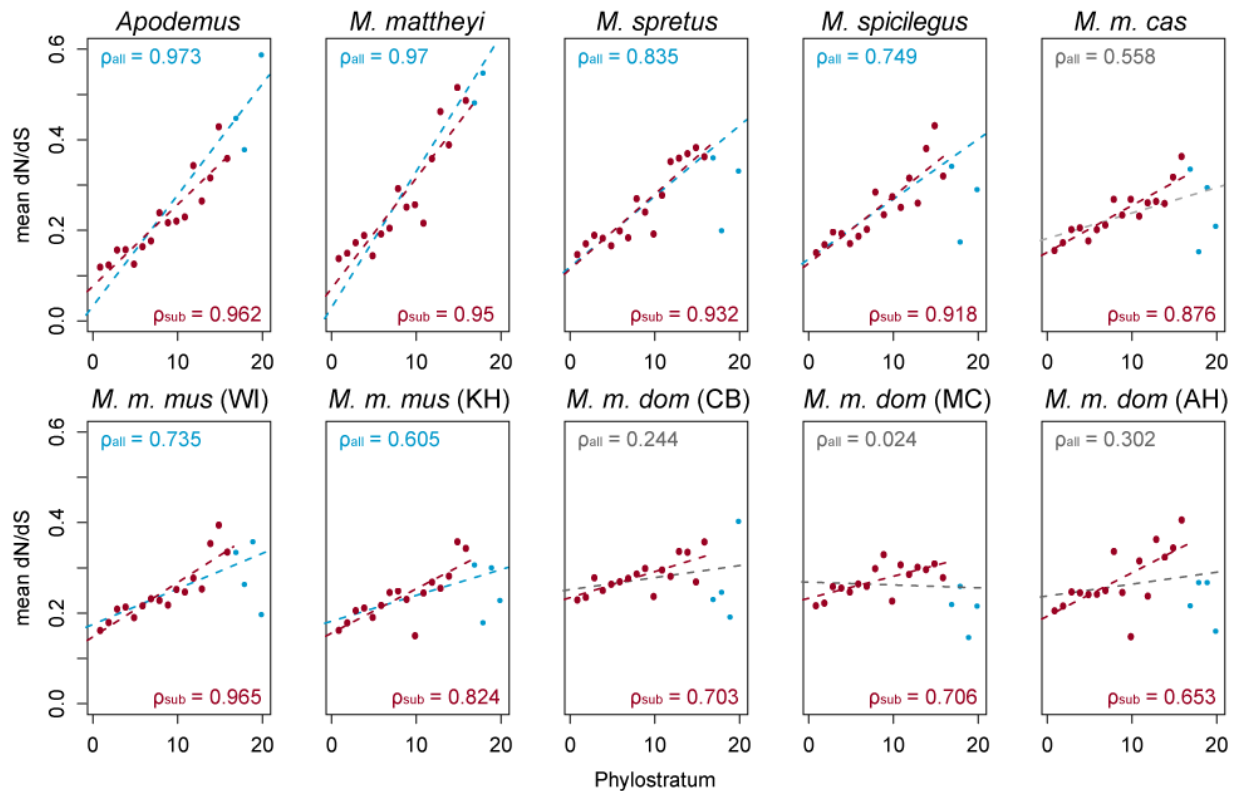 Apodemus M. mattheyi M. spretus M. spicilegus M. m. cas
ρall = 0.973 ρall = 0.97 ρall = 0.835 ρall = 0.749 ρall = 0.558
0.6
0.4
0.2
0.0
mean dN/dS
ρsub = 0.962 ρsub = 0.95 ρsub = 0.932 ρsub = 0.918 ρsub = 0.876
0 10 20 0 10 20 0 10 20 0 10 20 0 10 20
M. m. mus (WI) M. m. mus (KH) M. m. dom (CB) M. m. dom (MC) M. m. dom (AH)
ρall = 0.735 ρall = 0.605 ρall = 0.244 ρall = 0.024 ρall = 0.302
0.6
0.4
0.2
0.0
mean dN/dS
ρsub = 0.965 ρsub = 0.824 ρsub = 0.703 ρsub = 0.706 ρsub = 0.653
0 10 20 0 10 20 0 10 20 0 10 20 0 10 20
Phylostratum